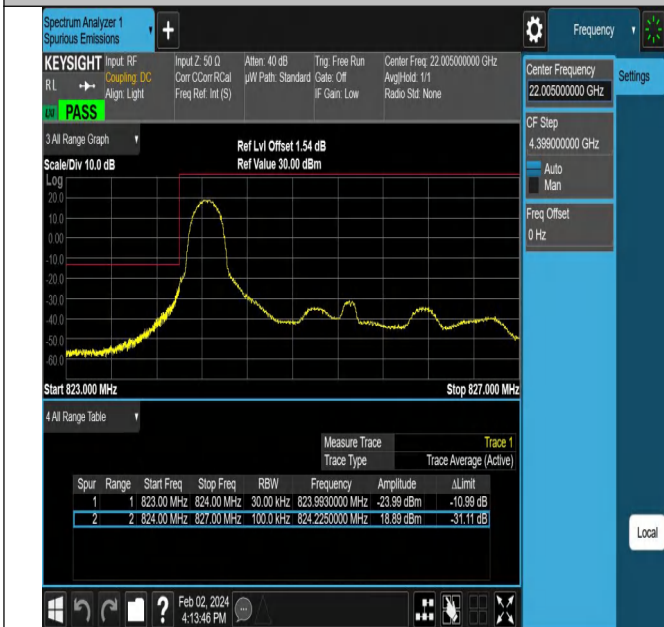 Spectrum Analyzer 1
Spurious Emissions
+
Frequency
KEYSIGHT
RL
PASS
Input: RF
Coupling: DC
Align: Light
Input Z: 50 Ω
Corr CCorr RCal
Freq Ref: Int (S)
Atten: 40 dB
µW Path: Standard
Trig: Free Run
Gate: Off
IF Gain: Low
Center Freq: 22.005000000 GHz
Avg|Hold: 1/1
Radio Std: None
Center Frequency
22.005000000 GHz
Settings
CF Step
4.399000000 GHz
Auto
Man
Freq Offset
0 Hz
3 All Range Graph
Scale/Div 10.0 dB
Ref Lvl Offset 1.54 dB
Ref Value 30.00 dBm
Log
20.0
10.0
0.00
-10.0
-20.0
-30.0
-40.0
-50.0
-60.0
Start 823.000 MHz
Stop 827.000 MHz
4 All Range Table
Measure Trace Trace 1
Trace Type Trace Average (Active)
Spur Range Start Freq Stop Freq RBW Frequency Amplitude ΔLimit
1 1 823.00 MHz 824.00 MHz 30.00 kHz 823.9930000 MHz -23.99 dBm -10.99 dB
2 2 824.00 MHz 827.00 MHz 100.0 kHz 824.2250000 MHz 18.89 dBm -31.11 dB
Local
?
Feb 02, 2024
4:13:46 PM